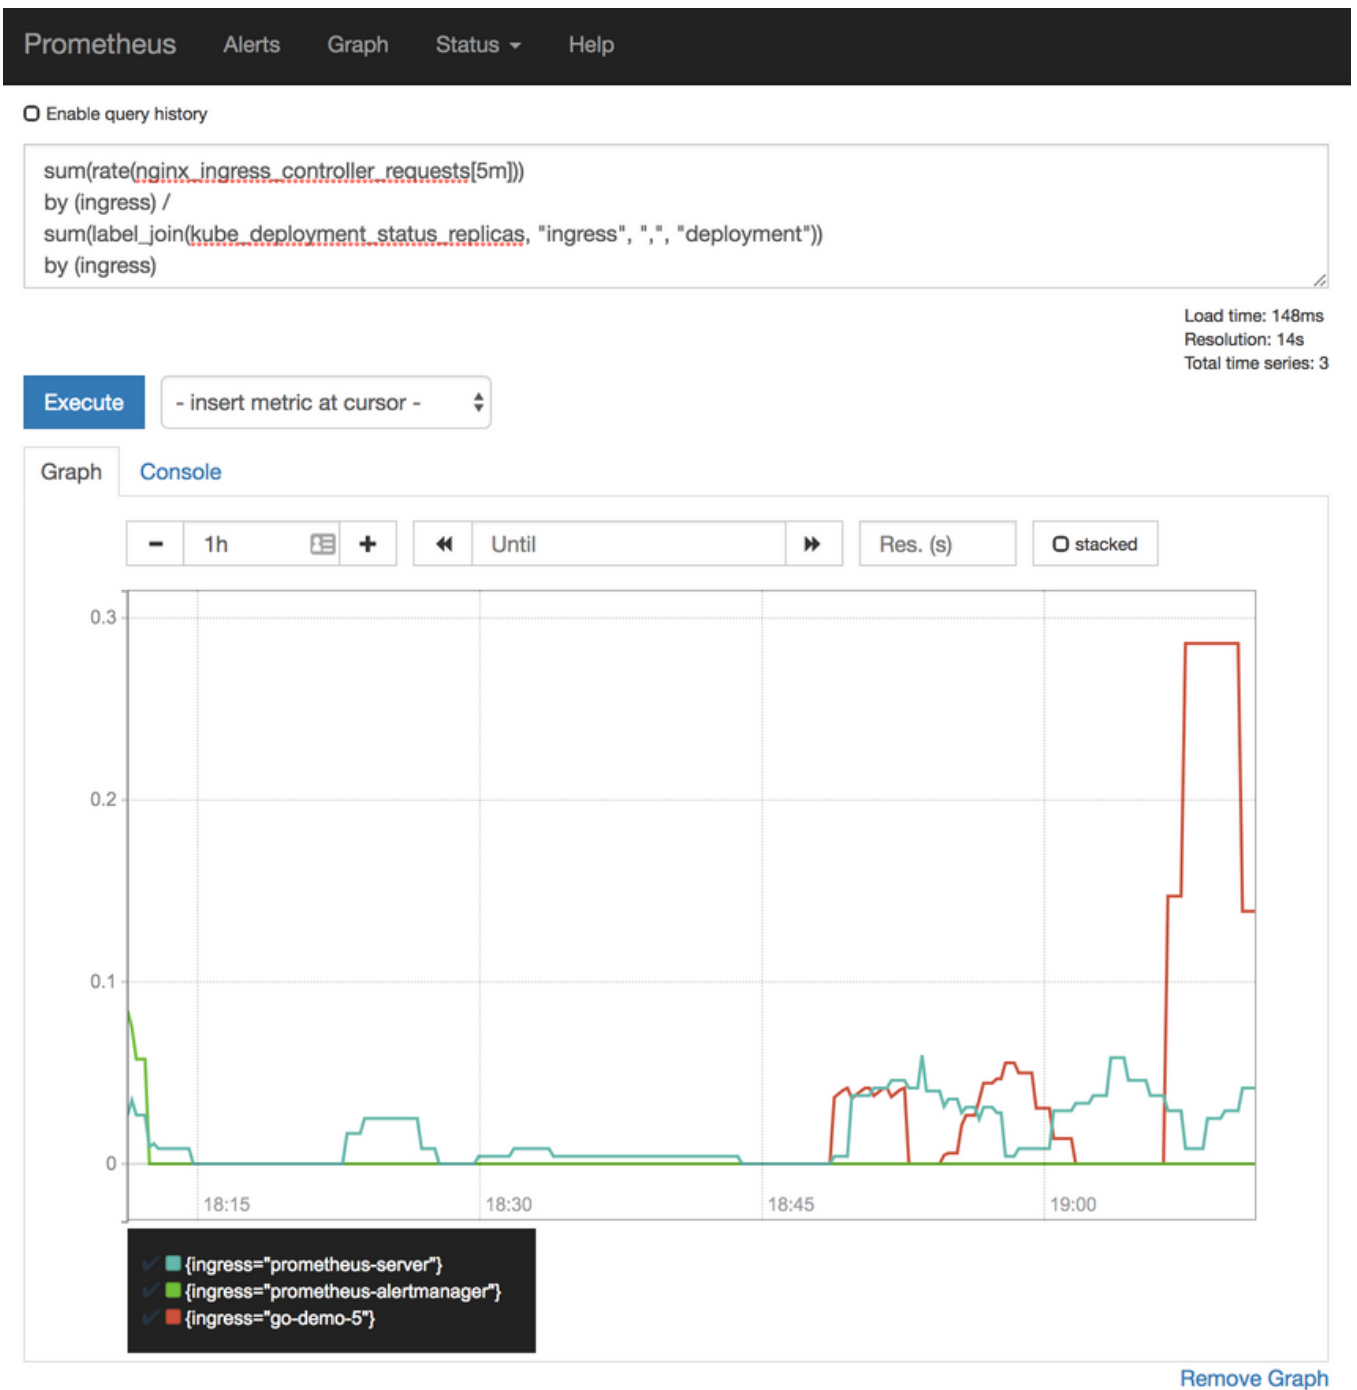 Prometheus Alerts Graph Status Help
Enable query history
sum(rate(nginx_ingress_controller_requests[5m]))
by (ingress) /
sum(label_join(kube_deployment_status_replicas, "ingress", ",", "deployment"))
by (ingress)
Load time: 148ms
Resolution: 14s
Total time series: 3
Execute - insert metric at cursor -
Graph Console
- 1h + Until Res. (s) stacked
0.3
0.2
0.1
0
18:15 18:30 18:45 19:00
{ingress="prometheus-server"}
{ingress="prometheus-alertmanager"}
{ingress="go-demo-5"}
Remove Graph